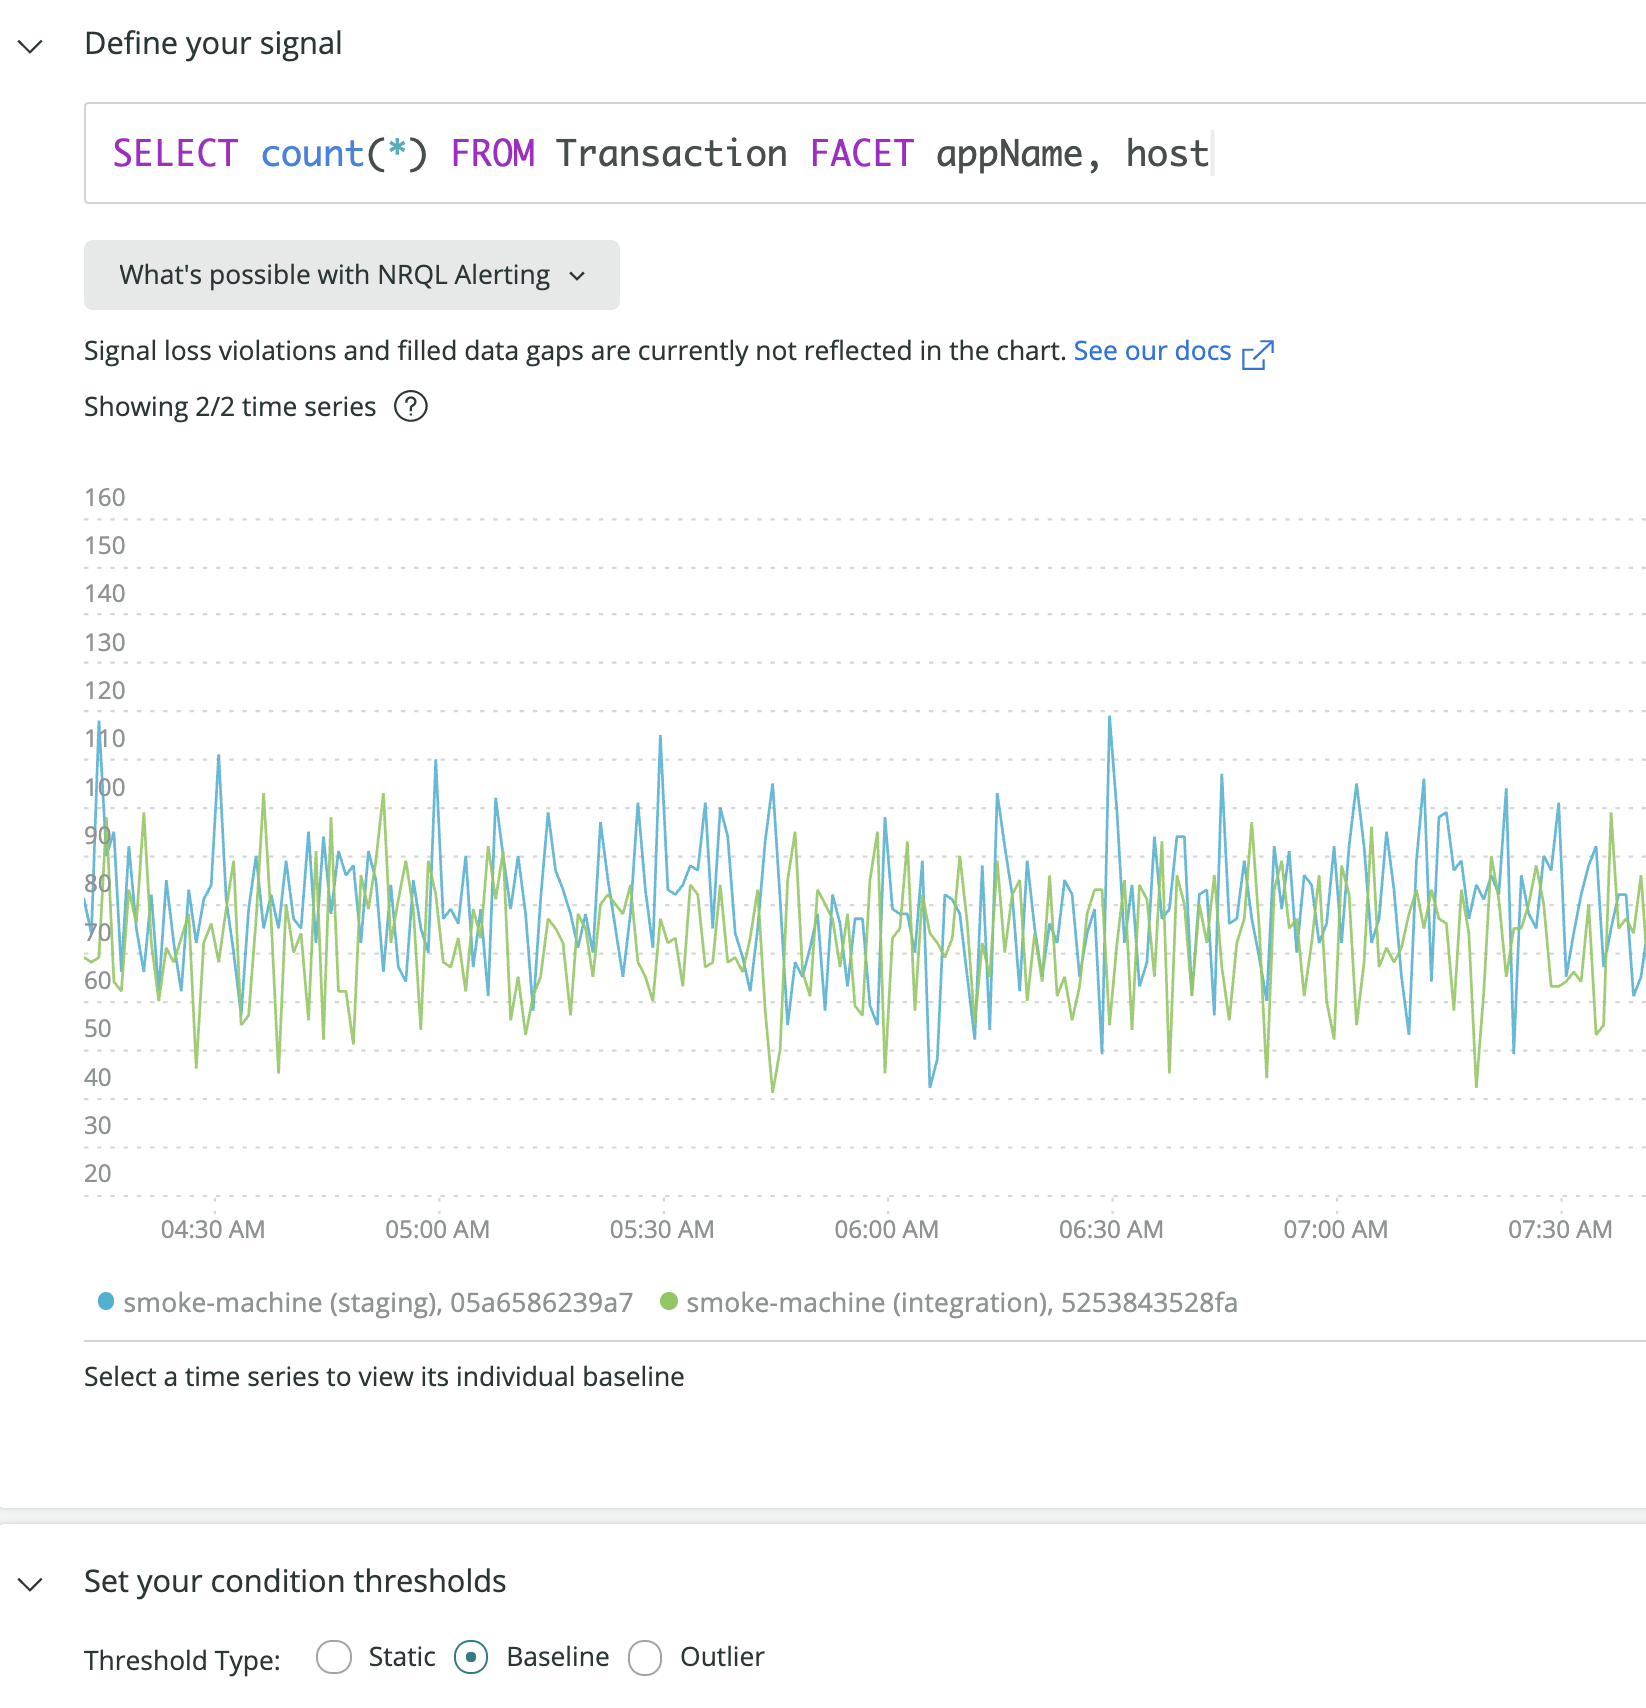 Define your signal
SELECT count(*) FROM Transaction FACET appName, host
What's possible with NRQL Alerting
Signal loss violations and filled data gaps are currently not reflected in the chart. See our docs
Showing 2/2 time series ?
160
150
140
130
120
110
100
90
80
70
60
50
40
30
20
04:30 AM 05:00 AM 05:30 AM 06:00 AM 06:30 AM 07:00 AM 07:30 AM
smoke-machine (staging), 05a6586239a7 smoke-machine (integration), 5253843528fa
Select a time series to view its individual baseline
Set your condition thresholds
Threshold Type: Static Baseline Outlier